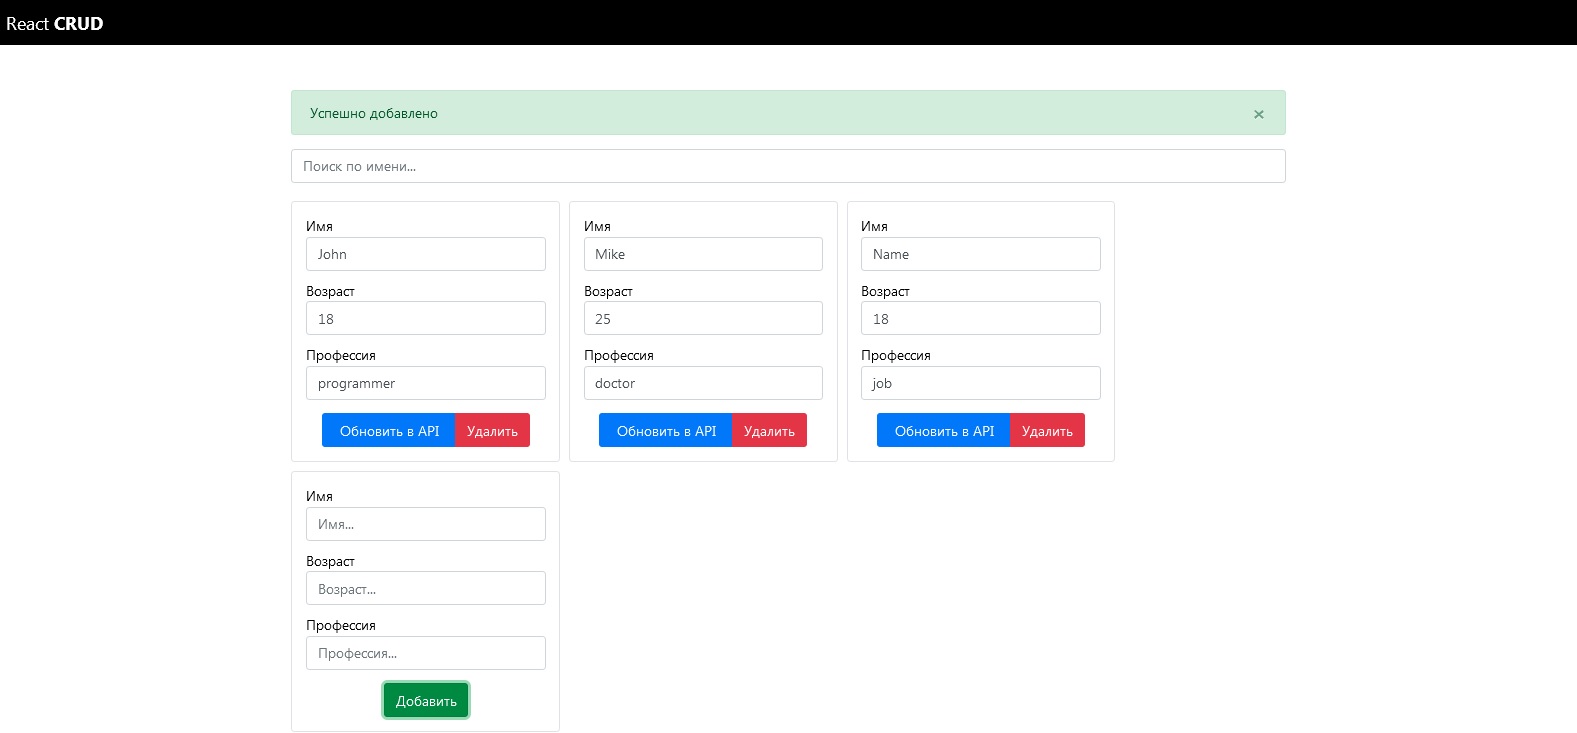 React CRUD
Успешно добавлено ×
Поиск по имени...
Имя
John
Возраст
18
Профессия
programmer
Обновить в API Удалить
Имя
Mike
Возраст
25
Профессия
doctor
Обновить в API Удалить
Имя
Name
Возраст
18
Профессия
job
Обновить в API Удалить
Имя
Имя...
Возраст
Возраст...
Профессия
Профессия...
Добавить